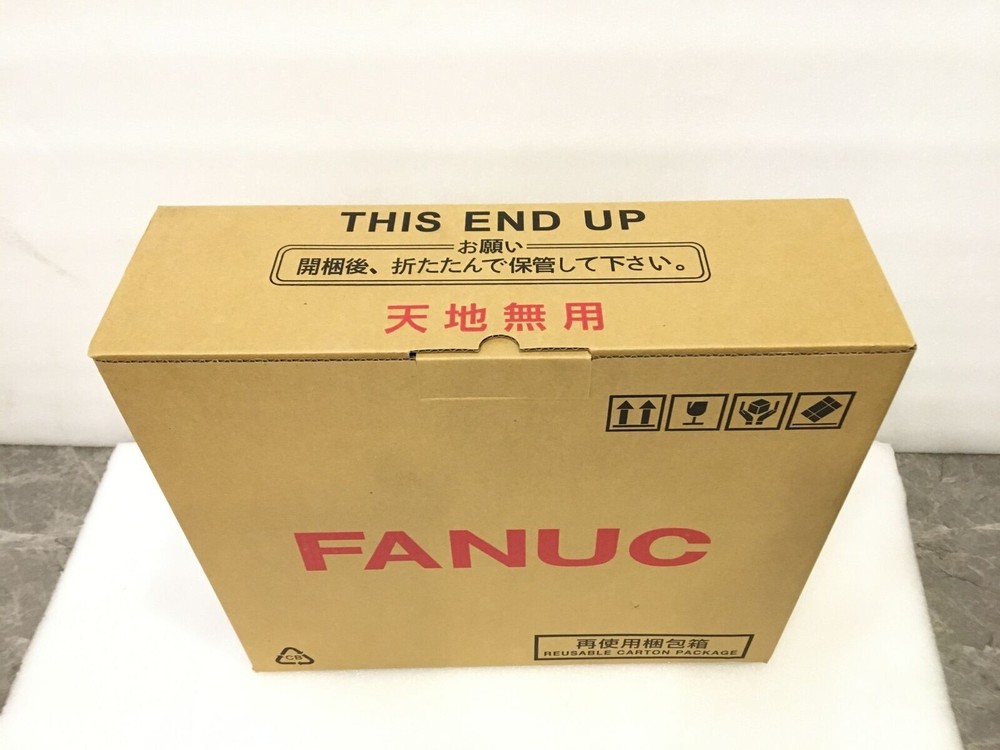 THIS END UP
お願い
開梱後、折たたんで保管して下さい。
天地無用
FANUC
再使用梱包箱
REUSABLE CARTON PACKAGE
CB